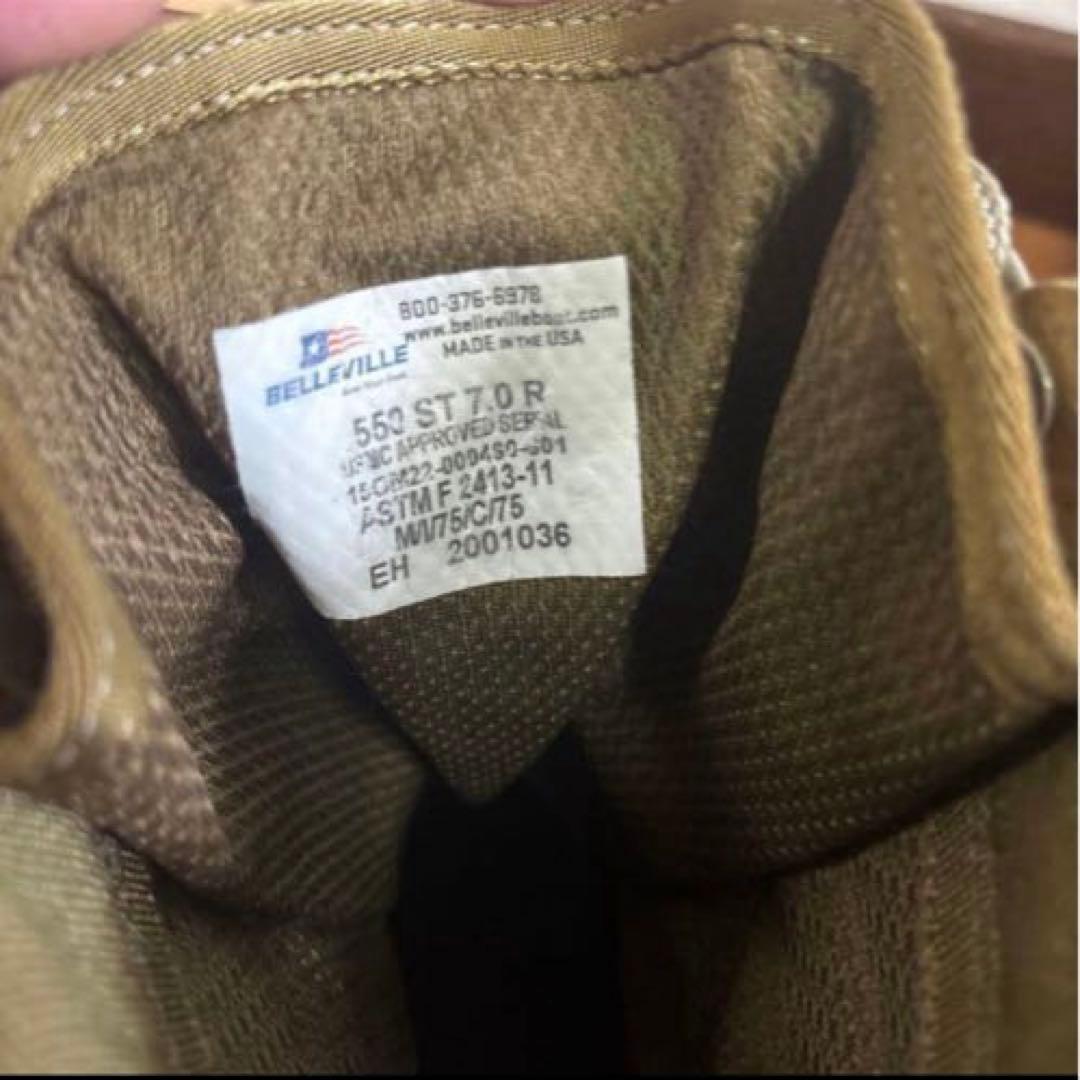 800-376-6978
www.bellevilleboot.com
MADE IN THE USA
BELLEVILLE
550 ST 7.0 R
APPROVED SERIAL
ASTM F 2413-11
M/I/75/C/75
EH 2001036